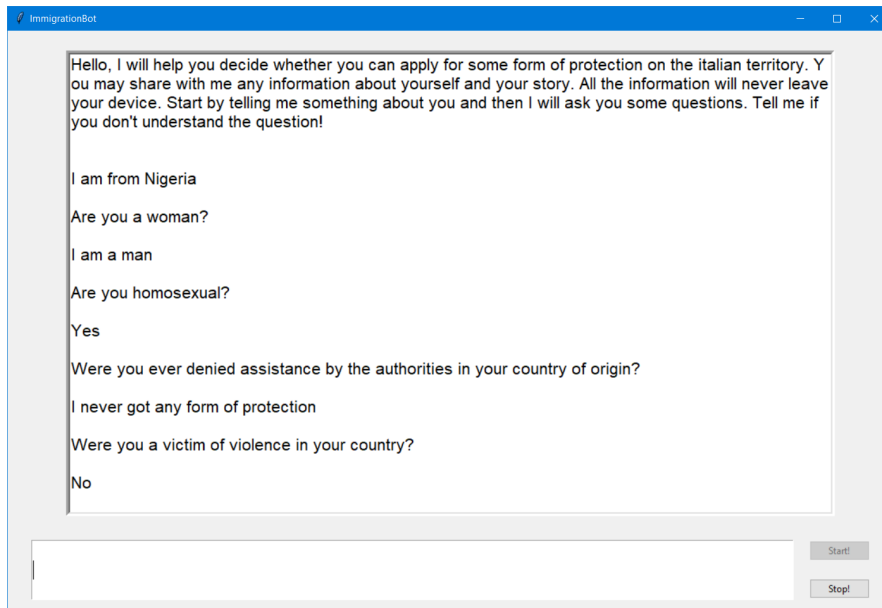 ImmigrationBot
Hello, I will help you decide whether you can apply for some form of protection on the italian territory. Y
ou may share with me any information about yourself and your story. All the information will never leave
your device. Start by telling me something about you and then I will ask you some questions. Tell me if
you don't understand the question!
I am from Nigeria
Are you a woman?
I am a man
Are you homosexual?
Yes
Were you ever denied assistance by the authorities in your country of origin?
I never got any form of protection
Were you a victim of violence in your country?
No
Start!
Stop!